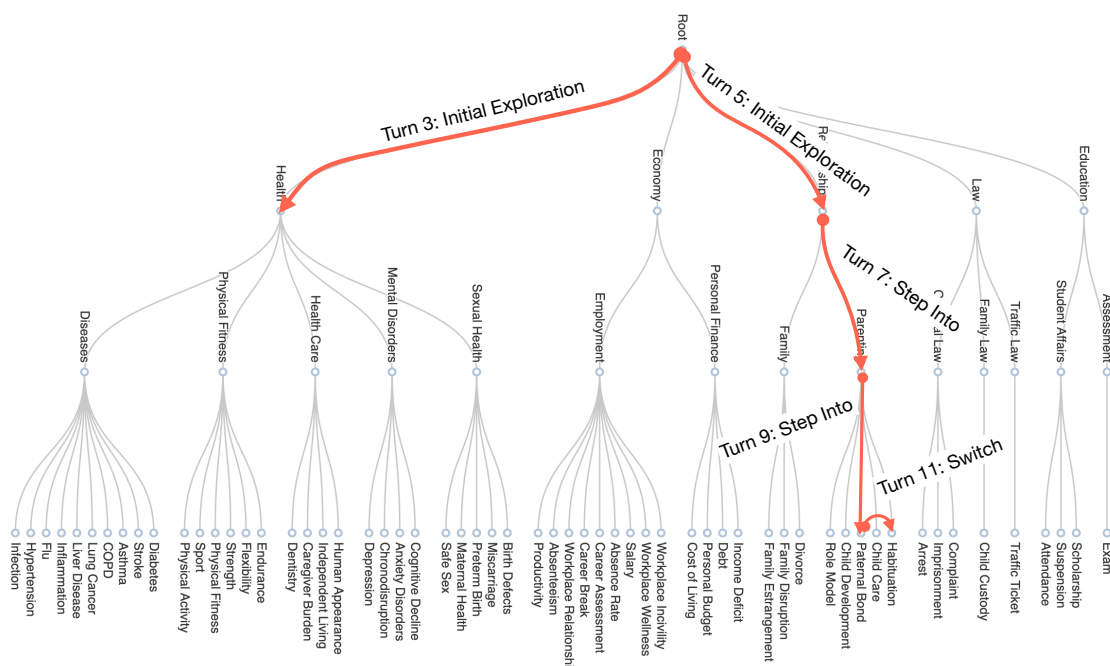 Root
Turn 3: Initial Exploration
Turn 5: Initial Exploration
Health
Economy
Law
Education
Turn 7: Step Into
Diseases
Physical Fitness
Health Care
Mental Disorders
Sexual Health
Employment
Personal Finance
Family
Family Law
Traffic Law
Student Affairs
Assessment
Turn 9: Step Into
Turn 11: Switch
Infection
Hypertension
Flu
Inflammation
Liver Disease
Lung Cancer
COPD
Asthma
Stroke
Diabetes
Physical Activity
Sport
Physical Fitness
Strength
Flexibility
Endurance
Dentistry
Caregiver Burden
Independent Living
Human Appearance
Depression
Chronodisruption
Anxiety Disorders
Cognitive Decline
Safe Sex
Maternal Health
Preterm Birth
Miscarriage
Birth Defects
Productivity
Absenteeism
Workplace Relationshi
Career Break
Career Assessment
Absence Rate
Salary
Workplace Wellness
Workplace Incivility
Cost of Living
Personal Budget
Debt
Income Deficit
Family Estrangement
Family Disruption
Divorce
Role Model
Child Development
Paternal Bond
Child Care
Habituation
Arrest
Imprisonment
Complaint
Child Custody
Traffic Ticket
Attendance
Suspension
Scholarship
Exam